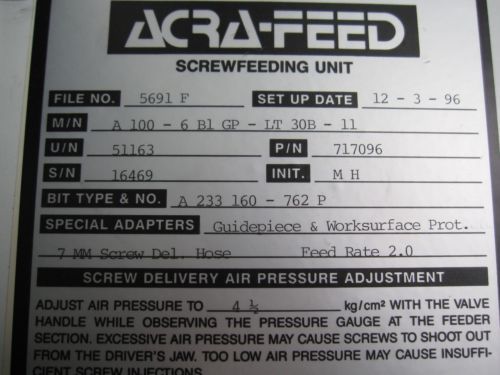 ACRA-FEED
SCREWFEEDING UNIT
FILE NO. 5691 F SET UP DATE 12 - 3 - 96
M/N A 100 - 6 Bl GP - LT 30B - 11
U/N 51163 P/N 717096
S/N 16469 INIT. M H
BIT TYPE & NO. A 233 160 - 762 P
SPECIAL ADAPTERS Guidepiece & Worksurface Prot.
7 MM Screw Del. Hose Feed Rate 2.0
SCREW DELIVERY AIR PRESSURE ADJUSTMENT
ADJUST AIR PRESSURE TO 4 ½ kg/cm² WITH THE VALVE
HANDLE WHILE OBSERVING THE PRESSURE GAUGE AT THE FEEDER
SECTION. EXCESSIVE AIR PRESSURE MAY CAUSE SCREWS TO SHOOT OUT
FROM THE DRIVER'S JAW. TOO LOW AIR PRESSURE MAY CAUSE INSUFFI-
CIENT SCREW INJECTIONS.